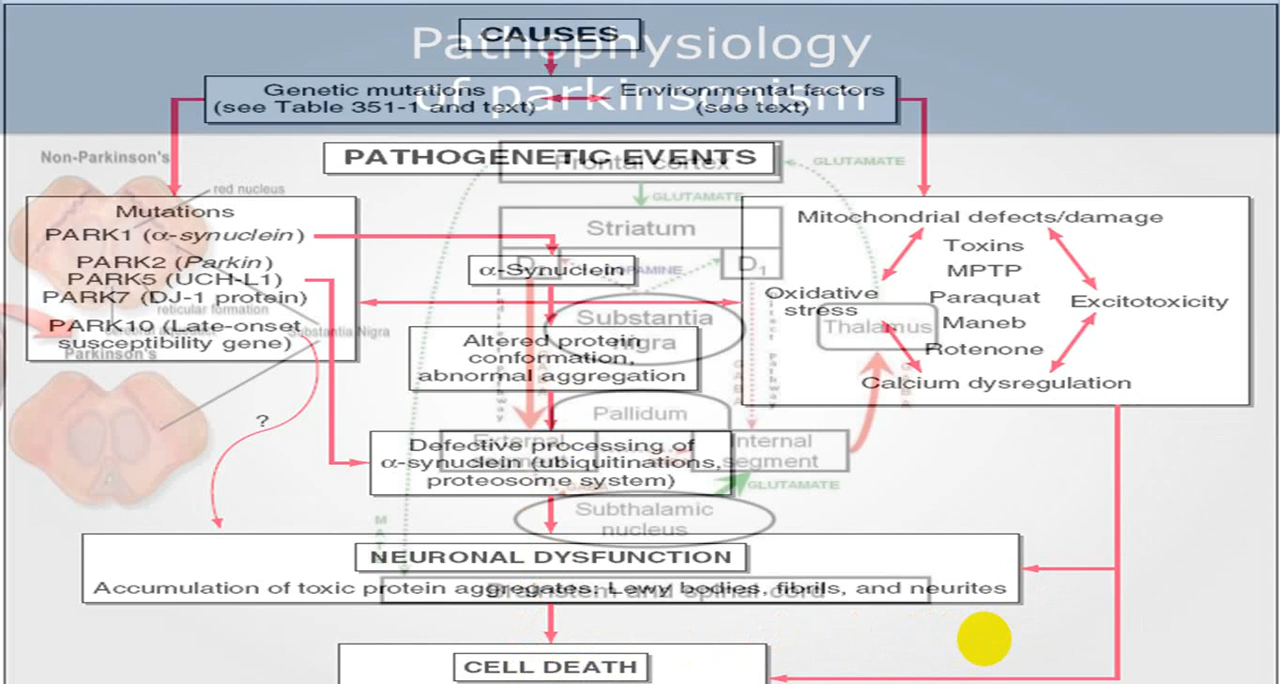 Pathophysiology
of parkinsonism
CAUSES
Genetic mutations
(see Table 351-1 and text)
Environmental factors
(see text)
PATHOGENETIC EVENTS
Frontal cortex
GLUTAMATE
GLUTAMATE
Non-Parkinson's
red nucleus
Mutations
PARK1 (α-synuclein)
PARK2 (Parkin)
PARK5 (UCH-L1)
PARK7 (DJ-1 protein)
reticular formation
PARK10 (Late-onset
susceptibility gene)
Substantia Nigra
Parkinson's
?
Striatum
D1
DOPAMINE
α-Synuclein
Substantia
nigra
Altered protein
conformation,
abnormal aggregation
Pallidum
External
Internal
segment
Defective processing of
α-synuclein (ubiquitinations,
proteosome system)
GLUTAMATE
Subthalamic
nucleus
Mitochondrial defects/damage
Toxins
MPTP
Paraquat
Maneb
Rotenone
Oxidative
stress
Excitotoxicity
Thalamus
Calcium dysregulation
NEURONAL DYSFUNCTION
Accumulation of toxic protein aggregates: Lewy bodies, fibrils, and neurites
Brainstem and spinal cord
CELL DEATH